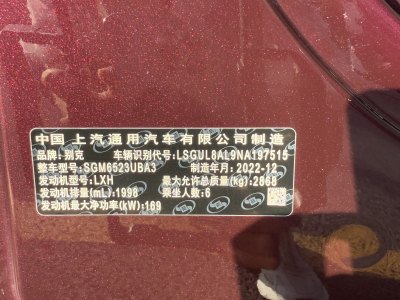 中国 上汽通用汽车有限公司制造
品牌:别克 车辆识别代号:LSGUL8AL9NA197515
整车型号:SGM6523UBA3 制造年月:2022-12
发动机型号:LXH 最大允许总质量(kg):2868
发动机排量(mL):1998 乘坐人数:6
发动机最大净功率(kW):169